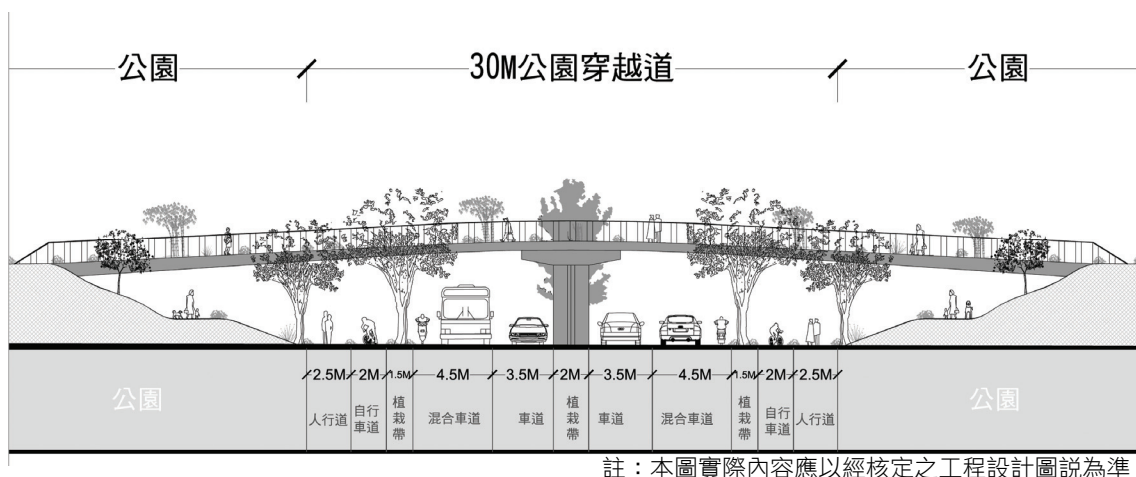 公園 30M公園穿越道 公園
2.5M 2M 1.5M 4.5M 3.5M 2M 3.5M 4.5M 1.5M 2M 2.5M
公園 人行道 自行車道 植栽帶 混合車道 車道 植栽帶 車道 混合車道 植栽帶 自行車道 人行道 公園
註：本圖實際內容應以經核定之工程設計圖說為準